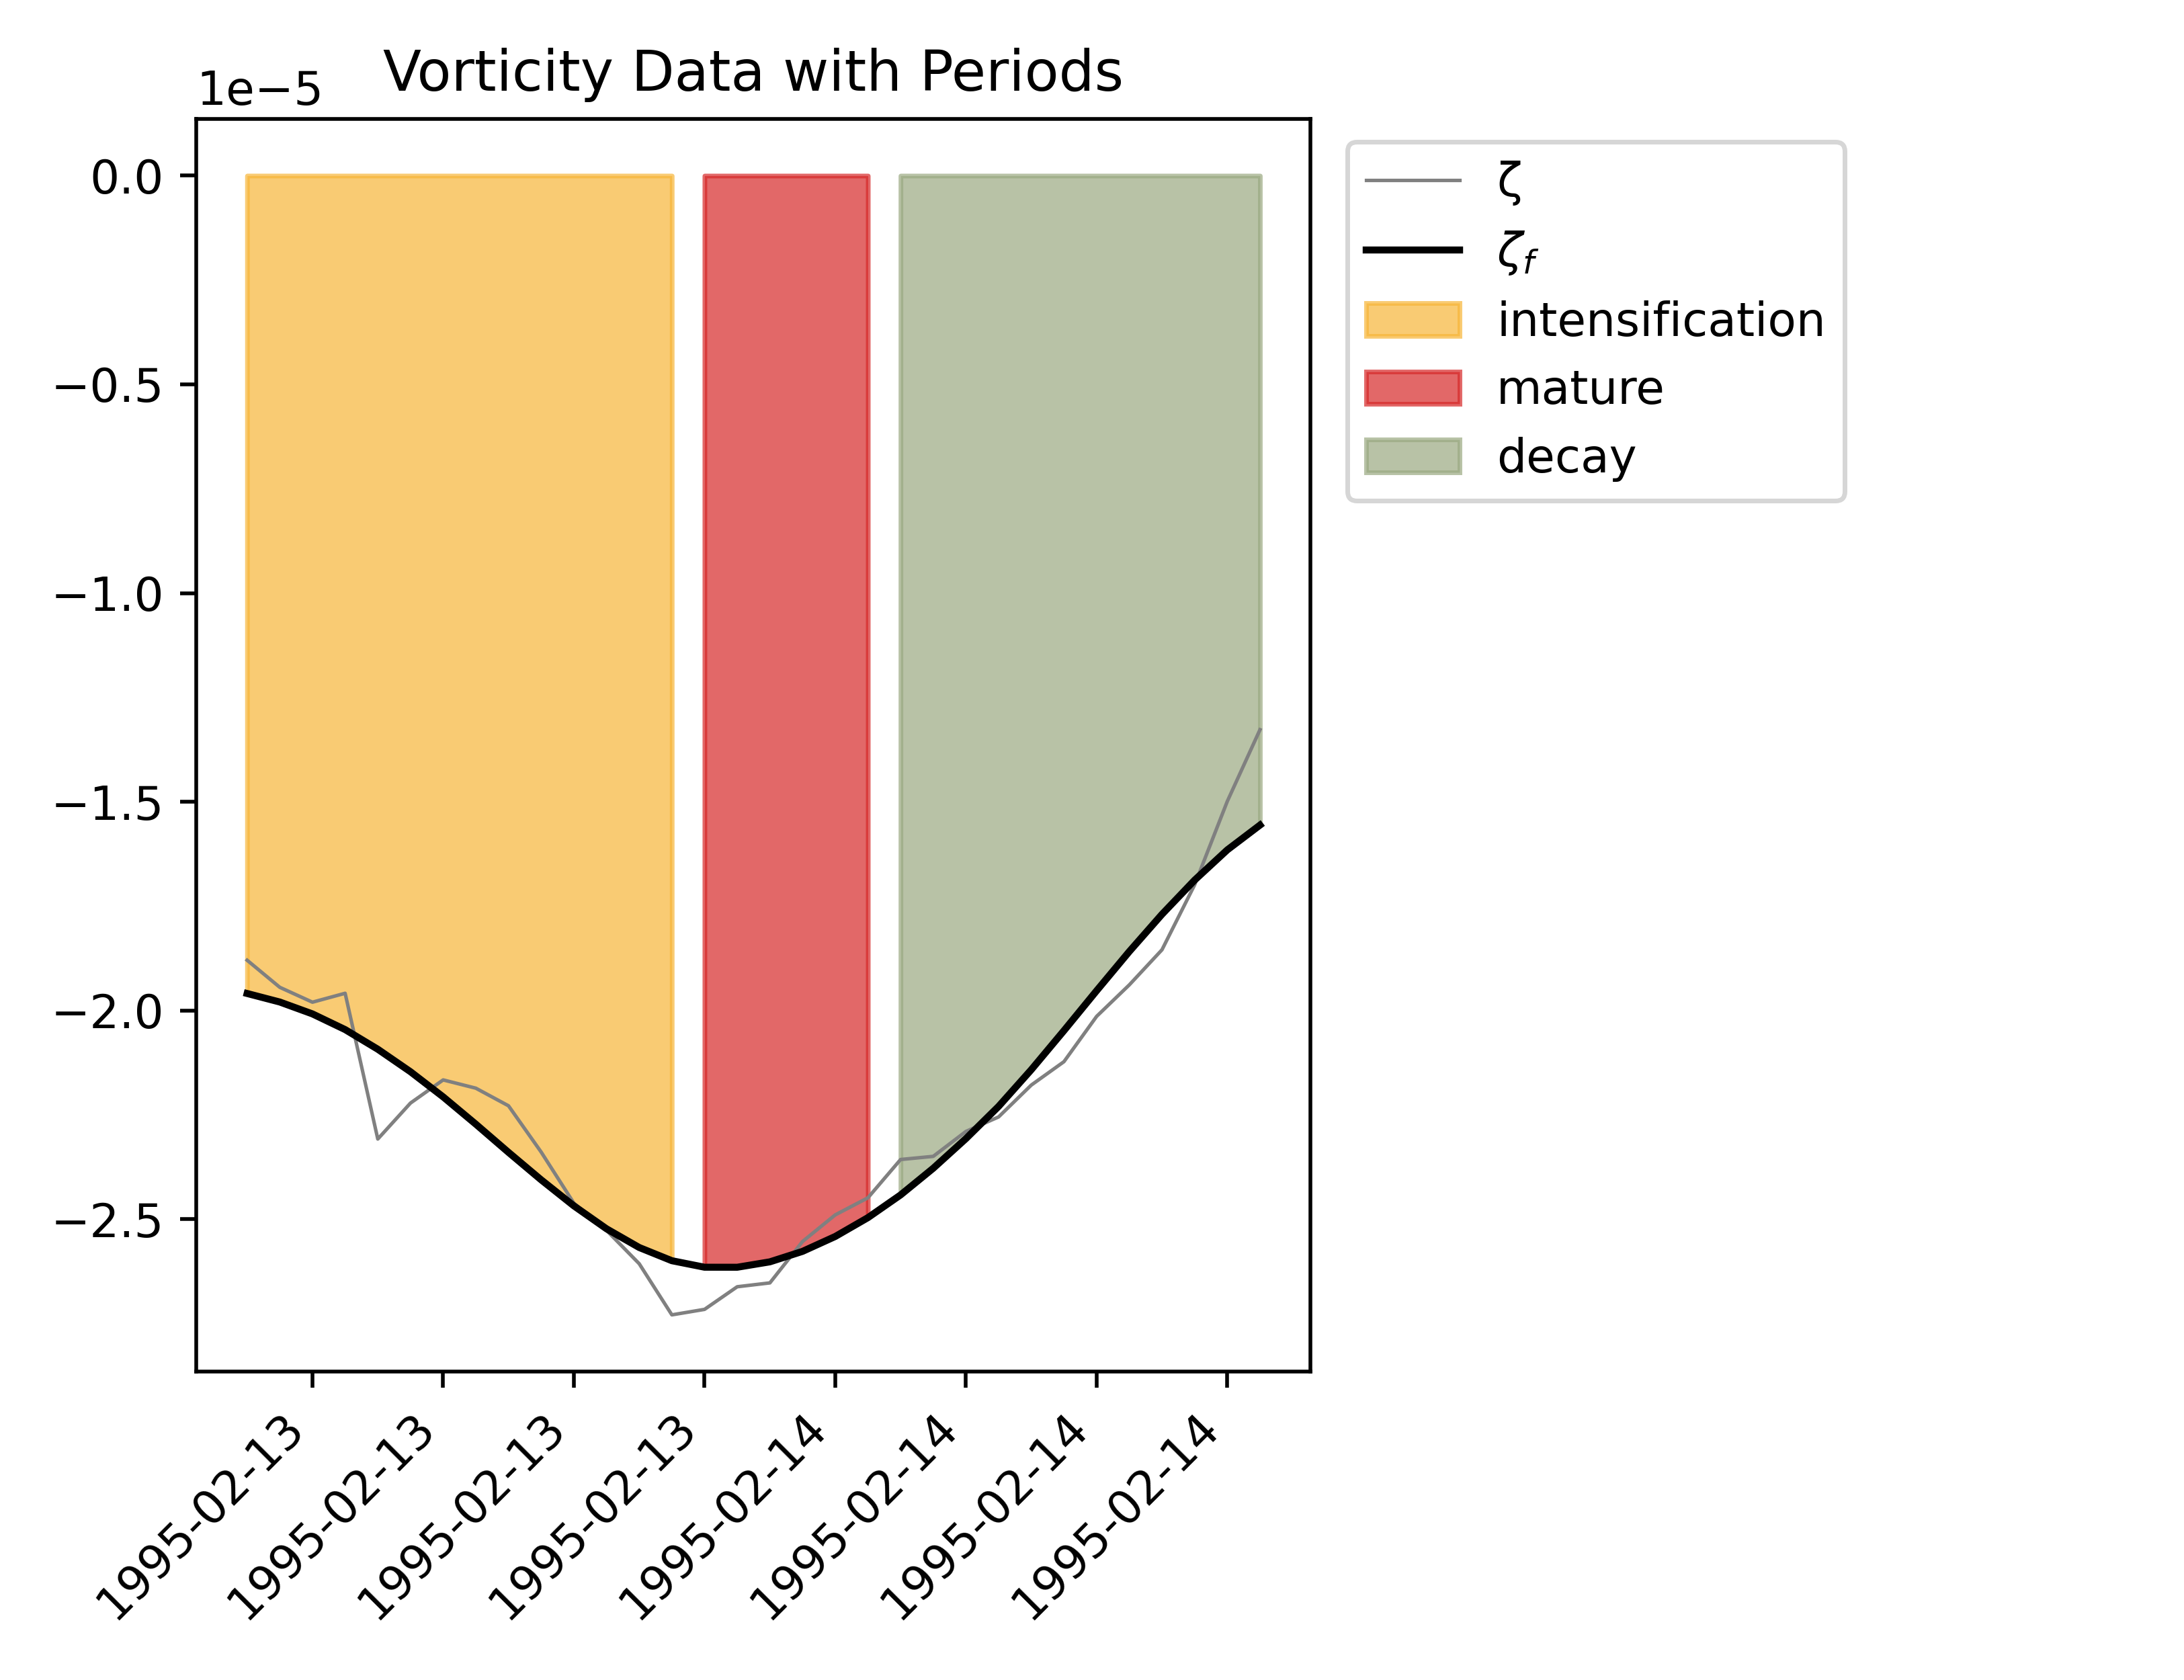 Vorticity Data with Periods
1e−5
0.0
−0.5
−1.0
−1.5
−2.0
−2.5
1995-02-13
1995-02-13
1995-02-13
1995-02-13
1995-02-14
1995-02-14
1995-02-14
1995-02-14
ζ
ζf
intensification
mature
decay